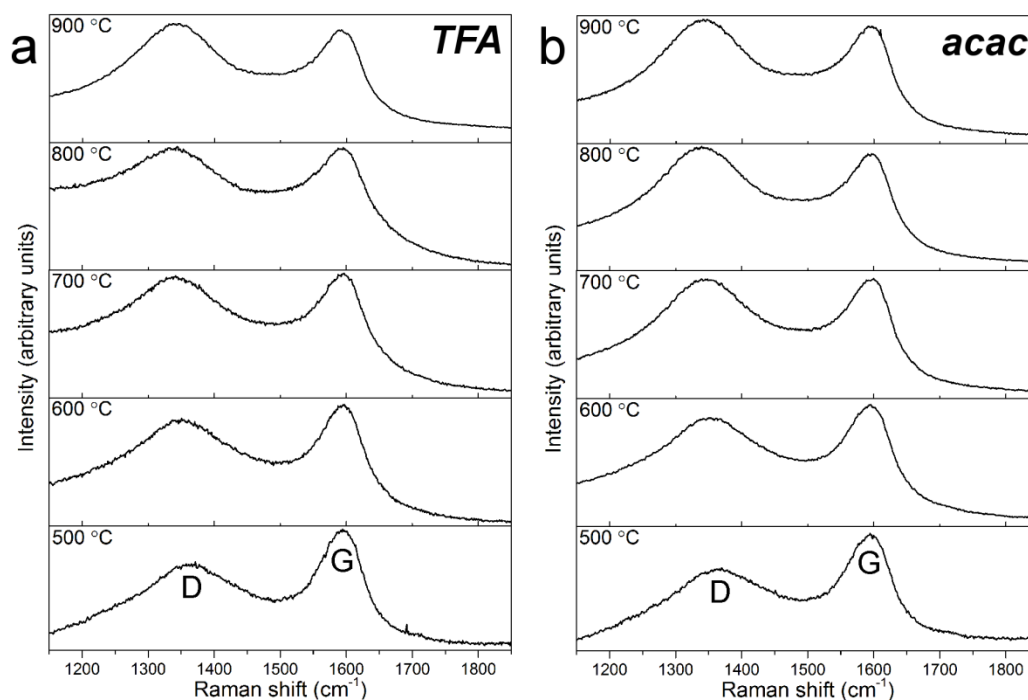 a
TFA
900 °C
800 °C
700 °C
600 °C
500 °C
D
G
Intensity (arbitrary units)
1200 1300 1400 1500 1600 1700 1800
Raman shift (cm⁻¹)
b
acac
900 °C
800 °C
700 °C
600 °C
500 °C
D
G
Intensity (arbitrary units)
1200 1300 1400 1500 1600 1700 1800
Raman shift (cm⁻¹)